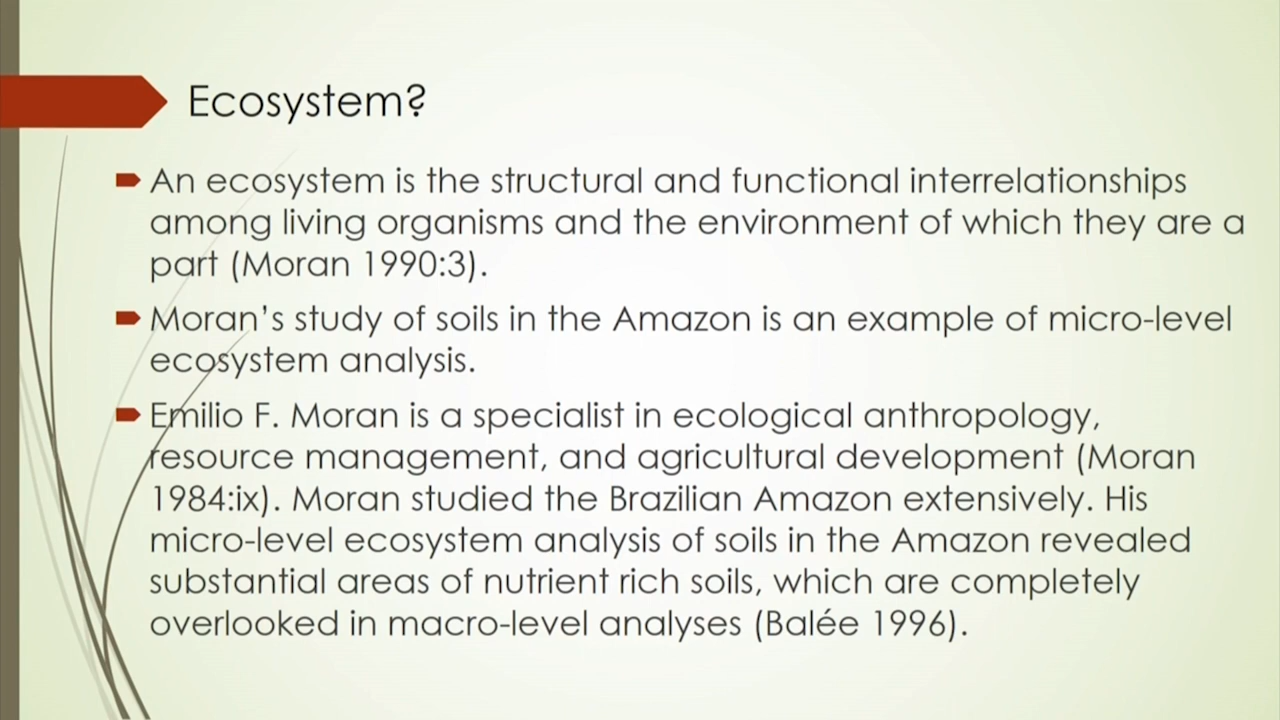 Ecosystem?
An ecosystem is the structural and functional interrelationships
among living organisms and the environment of which they are a
part (Moran 1990:3).
Moran's study of soils in the Amazon is an example of micro-level
ecosystem analysis.
Emilio F. Moran is a specialist in ecological anthropology,
resource management, and agricultural development (Moran
1984:ix). Moran studied the Brazilian Amazon extensively. His
micro-level ecosystem analysis of soils in the Amazon revealed
substantial areas of nutrient rich soils, which are completely
overlooked in macro-level analyses (Balée 1996).